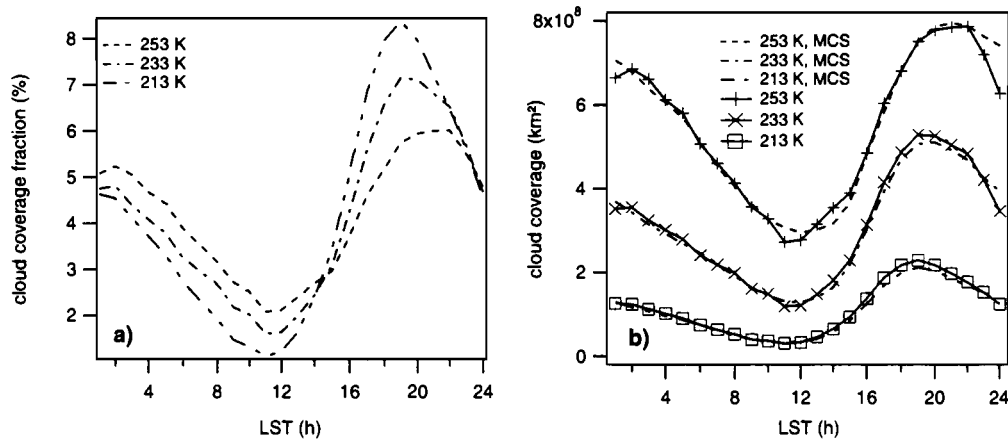 cloud coverage fraction (%)
8
7
6
5
4
3
2
253 K
233 K
213 K
a)
4 8 12 16 20 24
LST (h)
cloud coverage (km²)
8x10⁸
6
4
2
0
253 K, MCS
233 K, MCS
213 K, MCS
253 K
233 K
213 K
b)
4 8 12 16 20 24
LST (h)